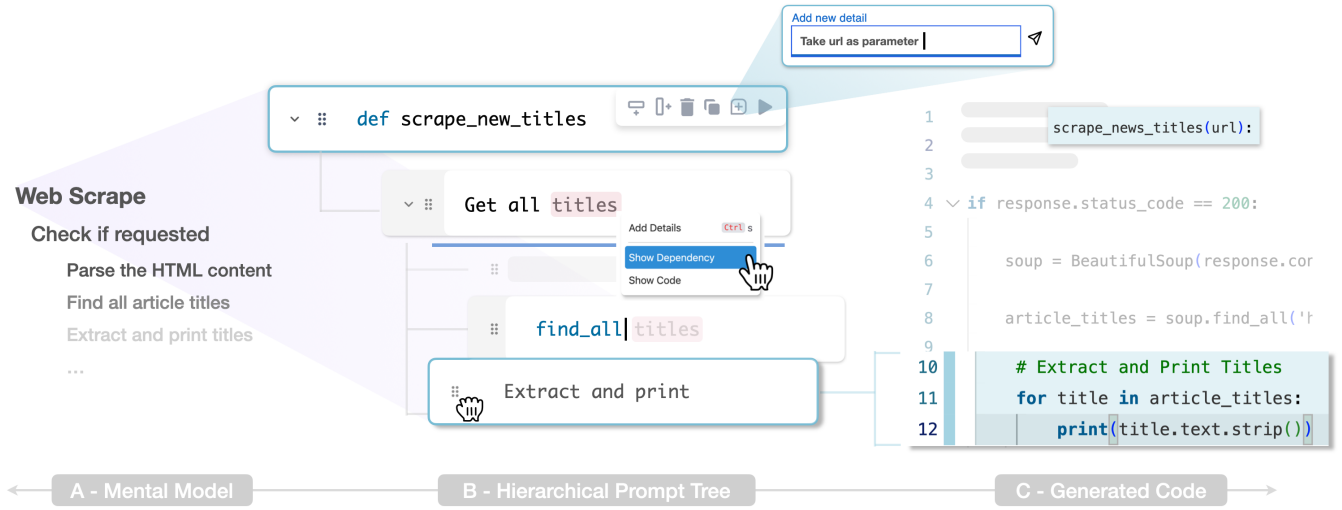 Add new detail
Take url as parameter
def scrape_new_titles
Web Scrape
Check if requested
Parse the HTML content
Find all article titles
Extract and print titles
...
Get all titles
Add Details Ctrl s
Show Dependency
Show Code
find_all titles
Extract and print
1
scrape_news_titles(url):
2
3
4 if response.status_code == 200:
5
6 soup = BeautifulSoup(response.con
7
8 article_titles = soup.find_all('h
9
10 # Extract and Print Titles
11 for title in article_titles:
12 print(title.text.strip())
A - Mental Model
B - Hierarchical Prompt Tree
C - Generated Code